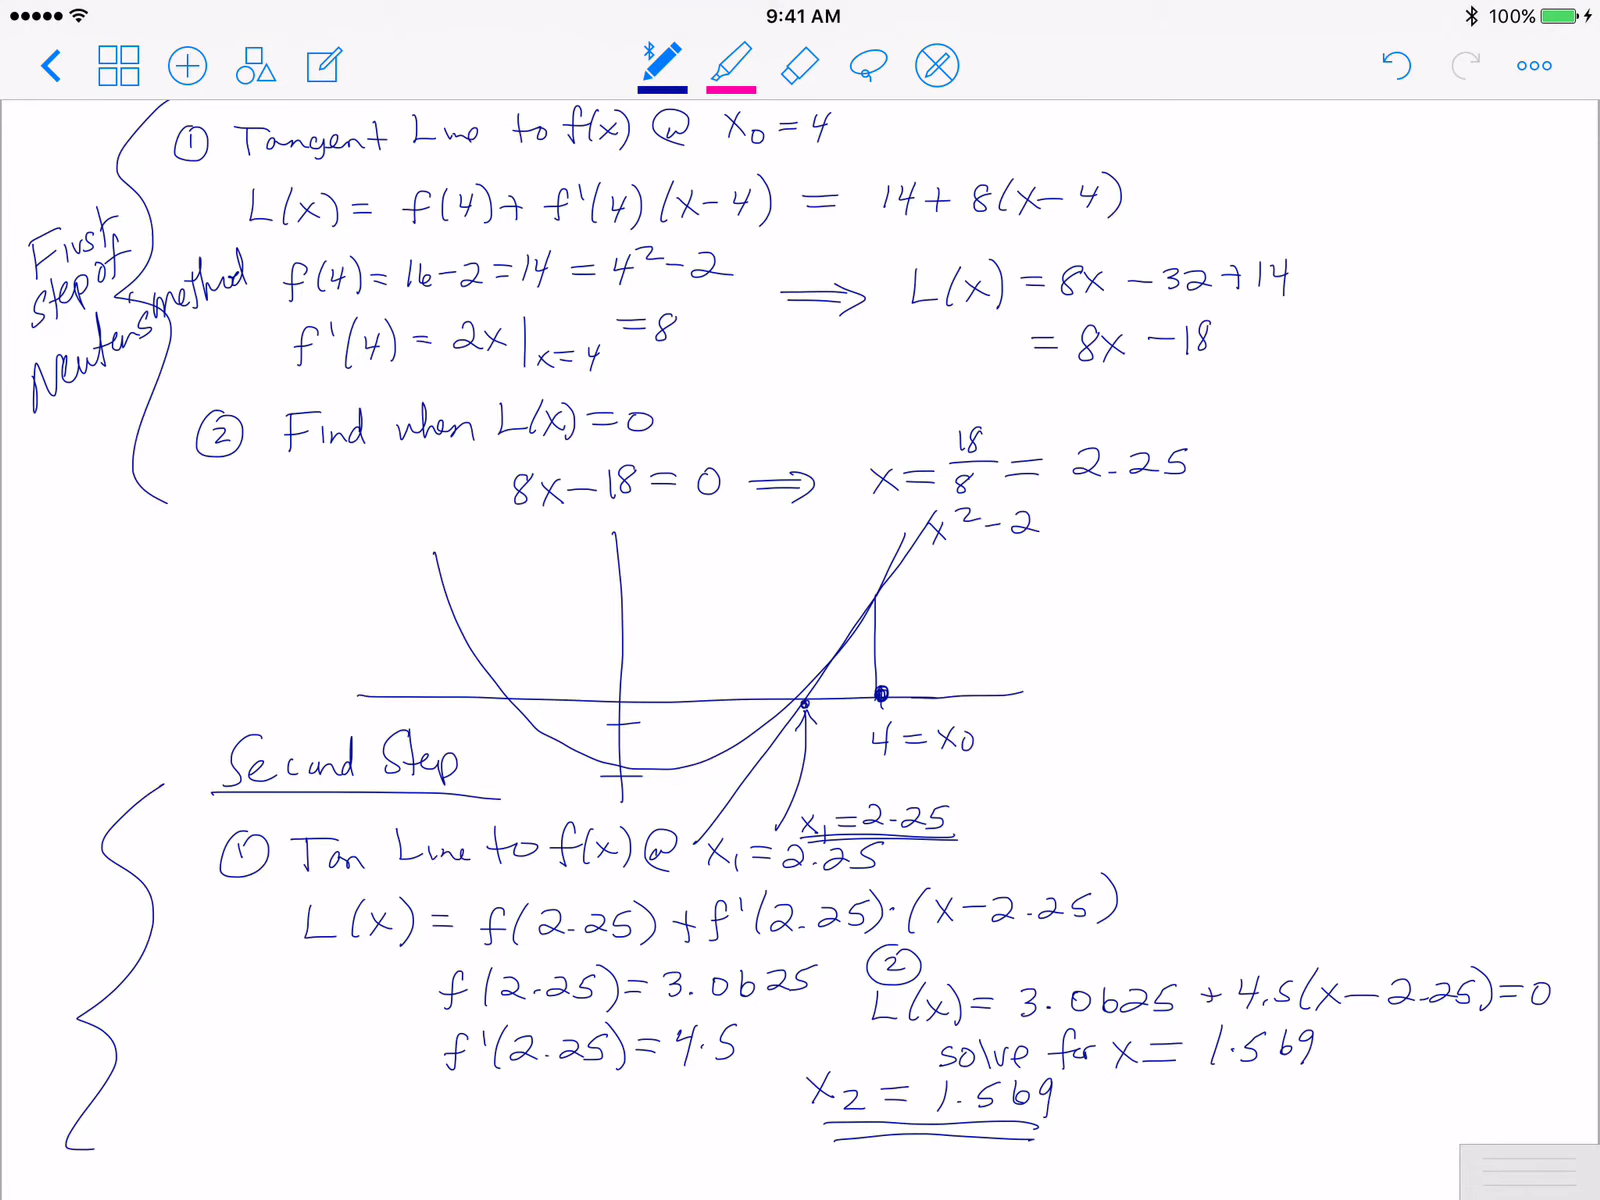 9:41 AM
100%
① Tangent Line to f(x) @ x₀ = 4
L(x) = f(4) + f'(4) (x-4) = 14 + 8(x-4)
First step of Newtons method
f(4) = 16-2 = 14 = 4² - 2
⟹ L(x) = 8x - 32 + 14
f'(4) = 2x |ₓ₌₄ = 8
= 8x - 18
② Find when L(x) = 0
8x - 18 = 0 ⟹ x = 18/8 = 2.25
x² - 2
4 = x₀
Second Step
x₁ = 2.25
① Tan Line to f(x) @ x₁ = 2.25
L(x) = f(2.25) + f'(2.25)·(x-2.25)
f(2.25) = 3.0625
f'(2.25) = 4.5
② L(x) = 3.0625 + 4.5(x-2.25) = 0
solve for x = 1.569
x₂ = 1.569